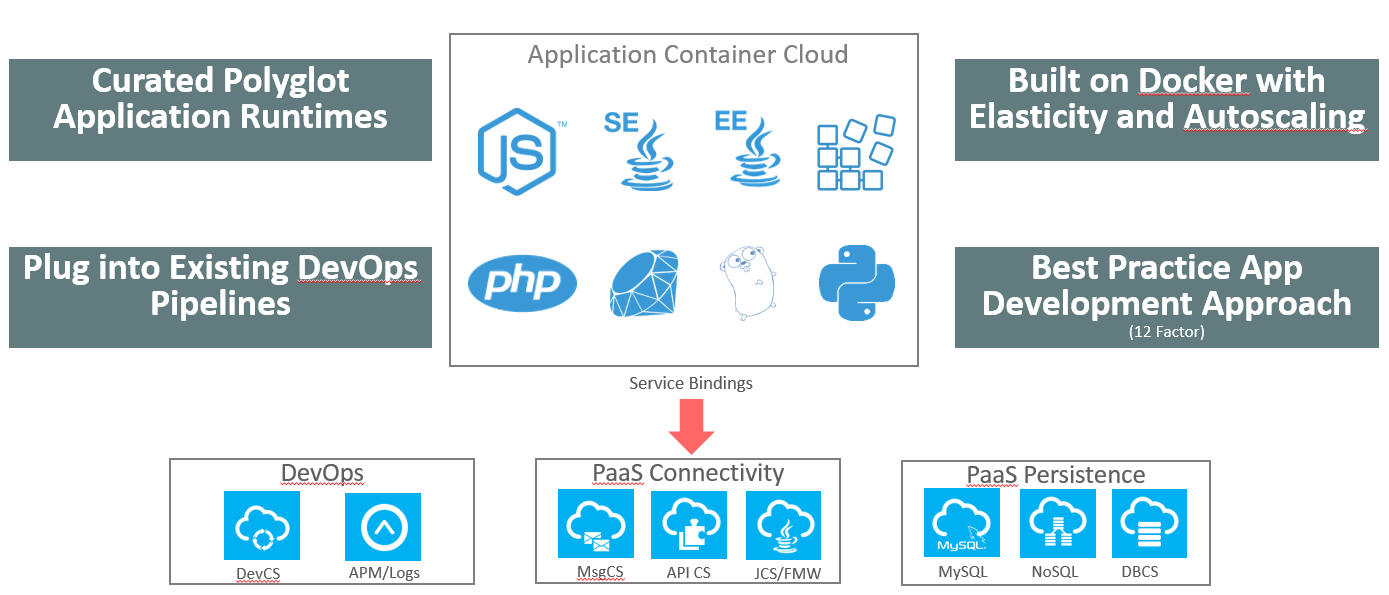 Application Container Cloud
Curated Polyglot
Application Runtimes
Built on Docker with
Elasticity and Autoscaling
JS
TM
SE
EE
Plug into Existing DevOps
Pipelines
php
Best Practice App
Development Approach
(12 Factor)
Service Bindings
DevOps
DevCS
APM/Logs
PaaS Connectivity
MsgCS
API CS
JCS/FMW
PaaS Persistence
MySQL
MySQL
NoSQL
DBCS